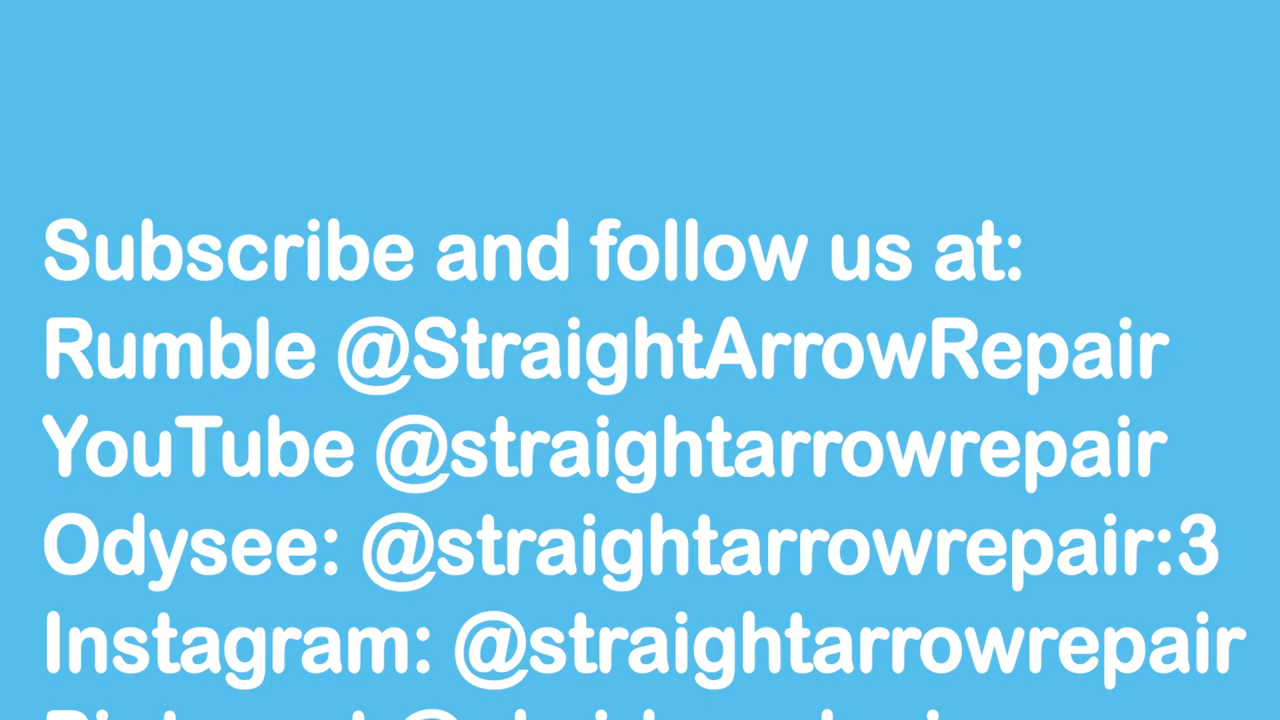 Subscribe and follow us at:
Rumble @StraightArrowRepair
YouTube @straightarrowrepair
Odysee: @straightarrowrepair:3
Instagram: @straightarrowrepair